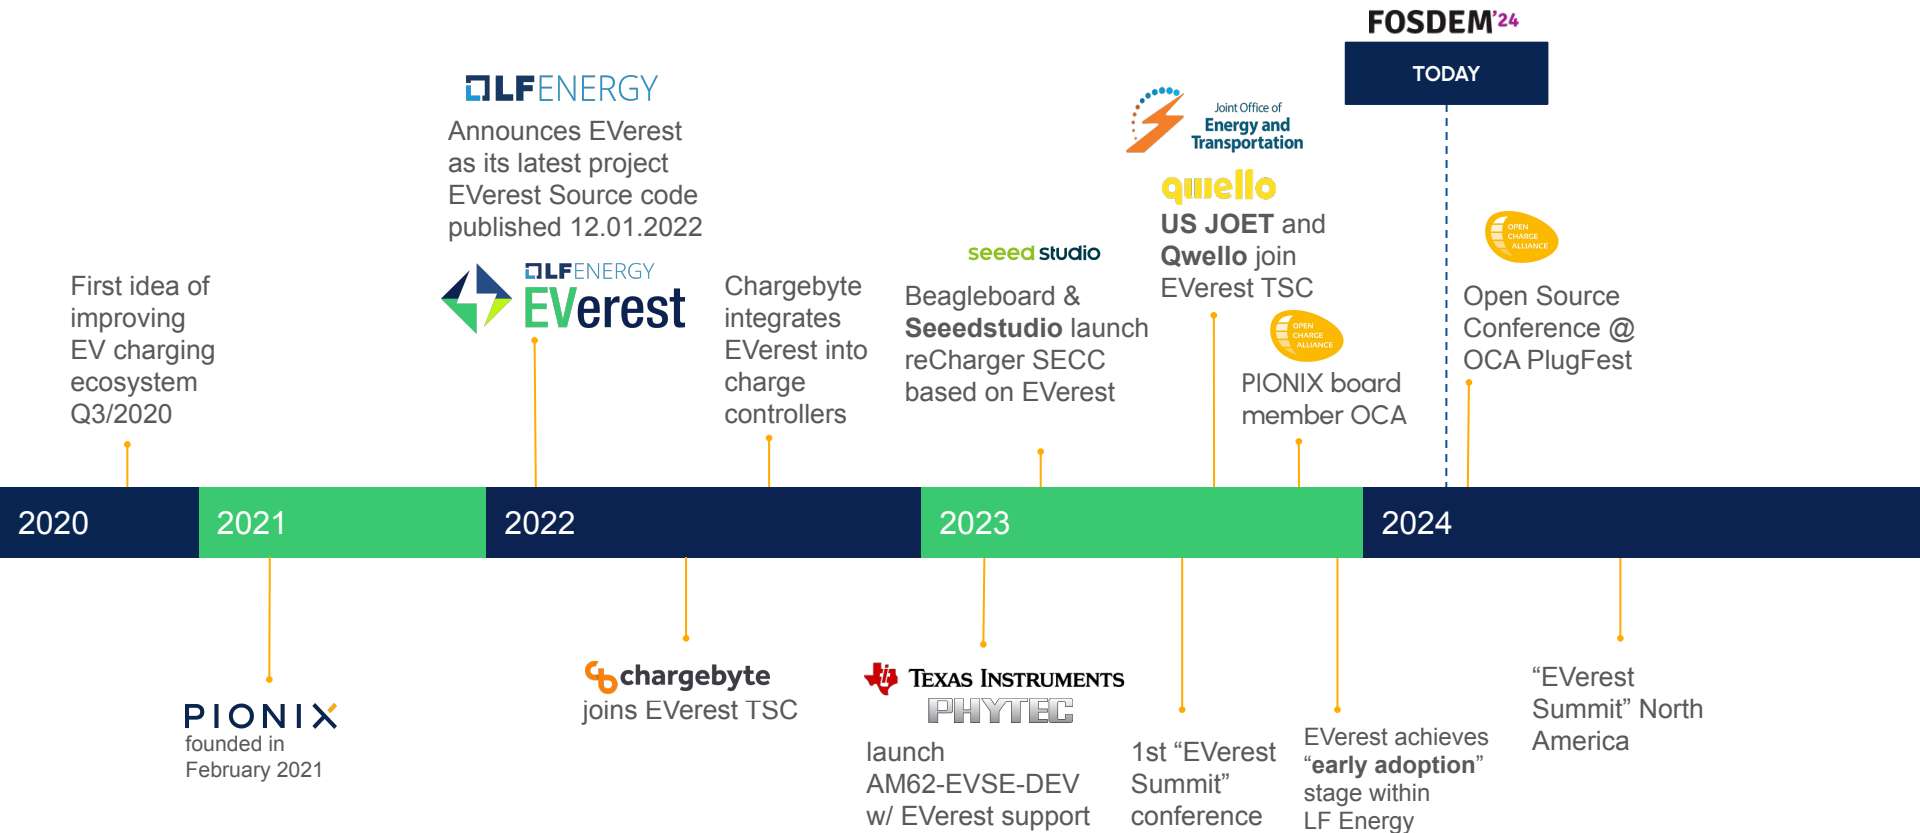 FOSDEM'24
TODAY
LFENERGY
Announces EVerest
as its latest project
EVerest Source code
published 12.01.2022
LFENERGY
EVerest
First idea of
improving
EV charging
ecosystem
Q3/2020
Chargebyte
integrates
EVerest into
charge
controllers
seeed studio
Beagleboard &
Seeedstudio launch
reCharger SECC
based on EVerest
Joint Office of
Energy and
Transportation
qwello
US JOET and
Qwello join
EVerest TSC
OPEN
CHARGE
ALLIANCE
PIONIX board
member OCA
OPEN
CHARGE
ALLIANCE
Open Source
Conference @
OCA PlugFest
2020
2021
2022
2023
2024
PIONIX
founded in
February 2021
chargebyte
joins EVerest TSC
TEXAS INSTRUMENTS
PHYTEC
launch
AM62-EVSE-DEV
w/ EVerest support
1st “EVerest
Summit”
conference
EVerest achieves
“early adoption”
stage within
LF Energy
“EVerest
Summit” North
America